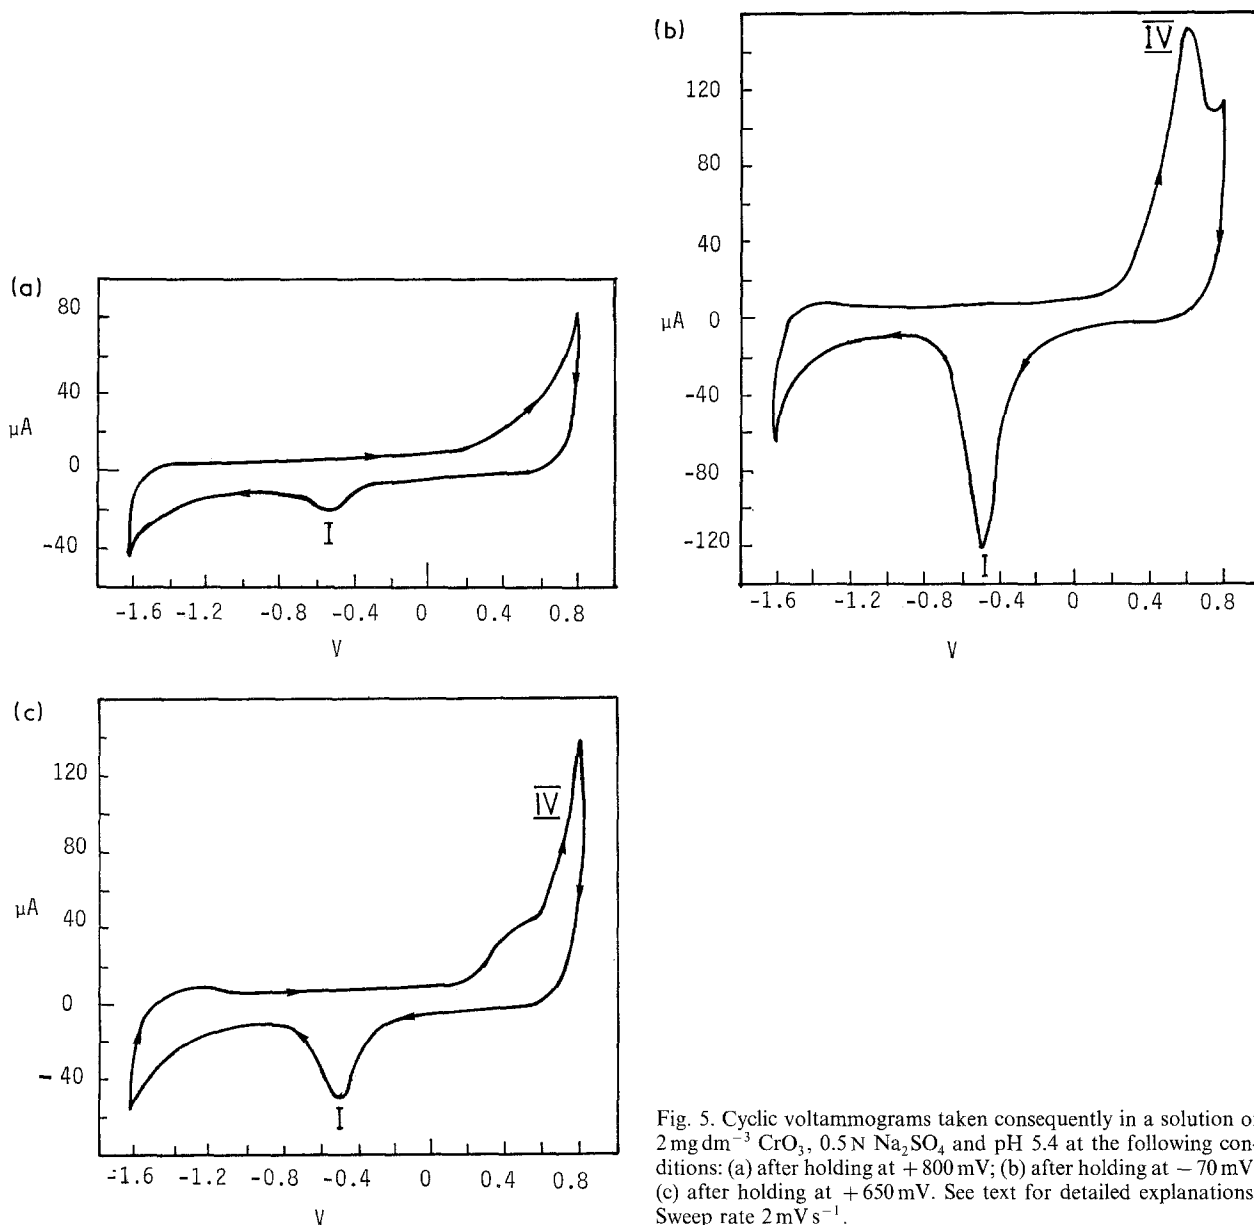 (a)
80
40
μA
0
-40
I
-1.6 -1.2 -0.8 -0.4 0 0.4 0.8
V
(b)
IV
120
80
40
μA 0
-40
-80
-120
I
-1.6 -1.2 -0.8 -0.4 0 0.4 0.8
V
(c)
120
IV
80
μA
40
0
- 40
I
-1.6 -1.2 -0.8 -0.4 0 0.4 0.8
V
Fig. 5. Cyclic voltammograms taken consequently in a solution of
2 mg dm⁻³ CrO₃, 0.5 N Na₂SO₄ and pH 5.4 at the following con-
ditions: (a) after holding at + 800 mV; (b) after holding at − 70 mV
(c) after holding at + 650 mV. See text for detailed explanations
Sweep rate 2 mV s⁻¹.